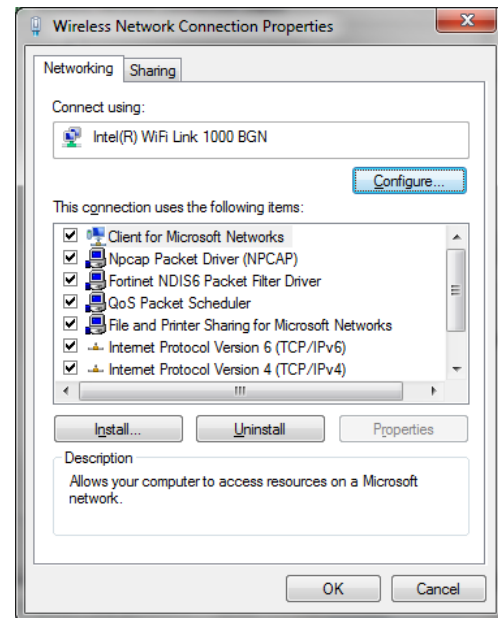 Wireless Network Connection Properties
Networking Sharing
Connect using:
Intel(R) WiFi Link 1000 BGN
Configure...
This connection uses the following items:
Client for Microsoft Networks
Npcap Packet Driver (NPCAP)
Fortinet NDIS6 Packet Filter Driver
QoS Packet Scheduler
File and Printer Sharing for Microsoft Networks
Internet Protocol Version 6 (TCP/IPv6)
Internet Protocol Version 4 (TCP/IPv4)
Install... Uninstall Properties
Description
Allows your computer to access resources on a Microsoft
network.
OK Cancel